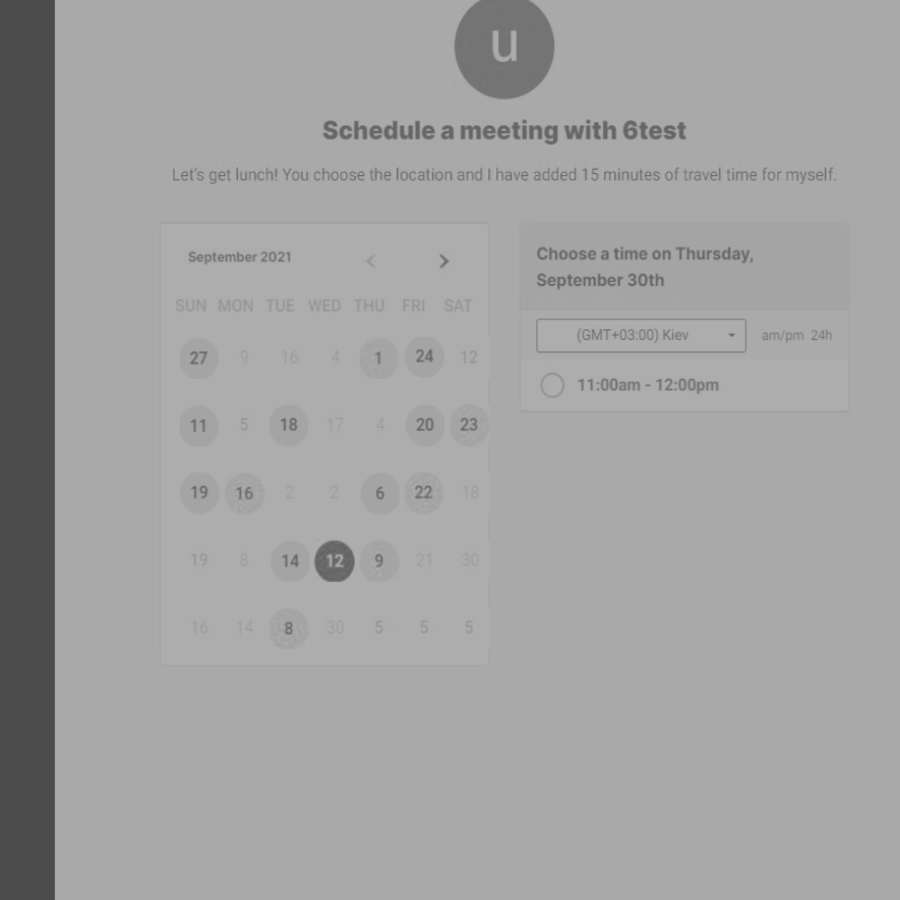 u
Schedule a meeting with 6test
Let's get lunch! You choose the location and I have added 15 minutes of travel time for myself.
September 2021
SUN MON TUE WED THU FRI SAT
27 9 16 4 1 24 12
11 5 18 17 4 20 23
19 16 2 2 6 22 18
19 8 14 12 9 21 30
16 14 8 30 5 5 5
Choose a time on Thursday,
September 30th
(GMT+03:00) Kiev am/pm 24h
11:00am - 12:00pm